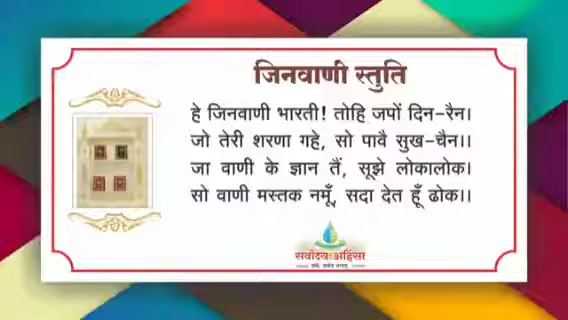 जिनवाणी स्तुति
हे जिनवाणी भारती! तोहि जपों दिन-रैन।
जो तेरी शरणा गहे, सो पावै सुख-चैन।।
जा वाणी के ज्ञान तैं, सूझे लोकालोक।
सो वाणी मस्तक नमूँ, सदा देत हूँ ढोक।।
सर्वोदय अहिंसा